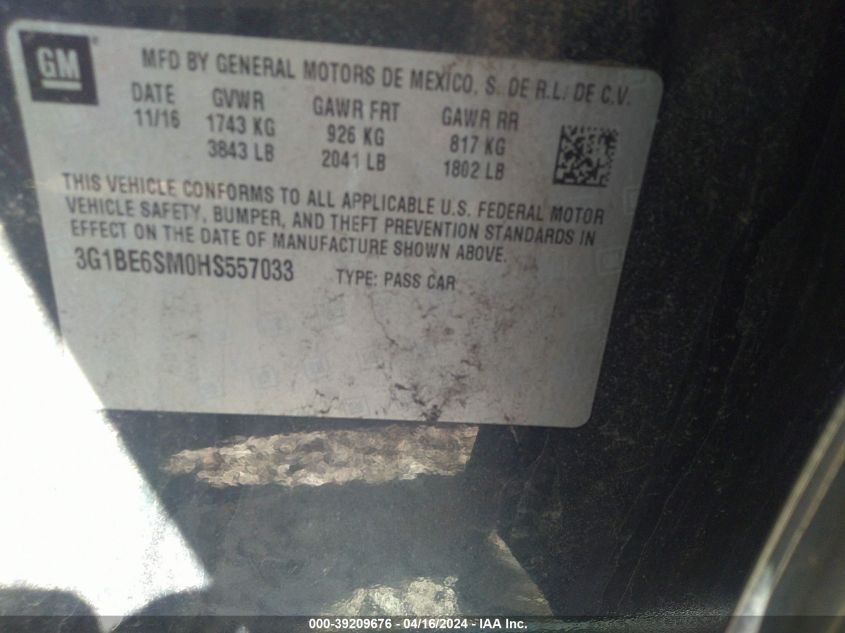 GM
MFD BY GENERAL MOTORS DE MEXICO, S. DE R.L. DE C.V.
DATE GVWR GAWR FRT GAWR RR
11/16 1743 KG 926 KG 817 KG
3843 LB 2041 LB 1802 LB
THIS VEHICLE CONFORMS TO ALL APPLICABLE U.S. FEDERAL MOTOR
VEHICLE SAFETY, BUMPER, AND THEFT PREVENTION STANDARDS IN
EFFECT ON THE DATE OF MANUFACTURE SHOWN ABOVE.
3G1BE6SM0HS557033 TYPE: PASS CAR
000-39209676 - 04/16/2024 - IAA Inc.